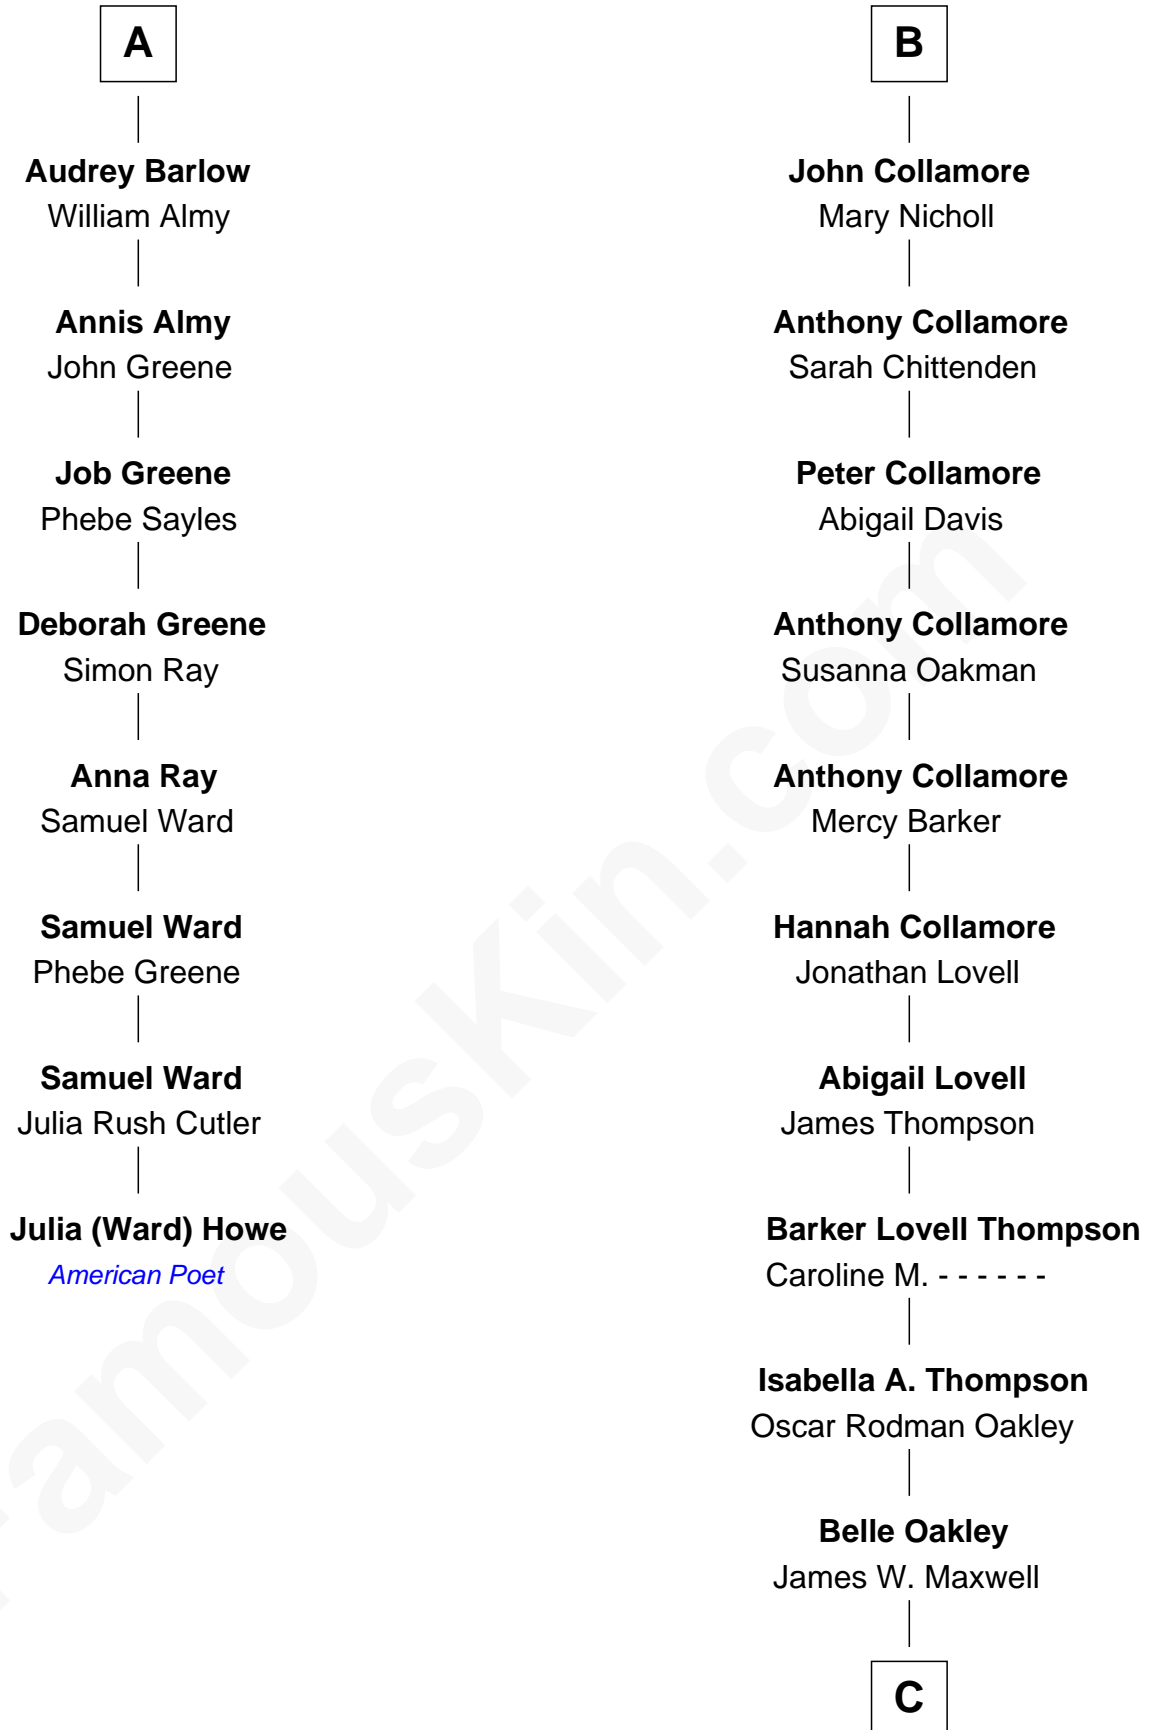 A
Audrey Barlow
William Almy
Annis Almy
John Greene
Job Greene
Phebe Sayles
Deborah Greene
Simon Ray
Anna Ray
Samuel Ward
Samuel Ward
Phebe Greene
Samuel Ward
Julia Rush Cutler
Julia (Ward) Howe
American Poet
B
John Collamore
Mary Nicholl
Anthony Collamore
Sarah Chittenden
Peter Collamore
Abigail Davis
Anthony Collamore
Susanna Oakman
Anthony Collamore
Mercy Barker
Hannah Collamore
Jonathan Lovell
Abigail Lovell
James Thompson
Barker Lovell Thompson
Caroline M. - - - - - -
Isabella A. Thompson
Oscar Rodman Oakley
Belle Oakley
James W. Maxwell
C
FamousKin.com